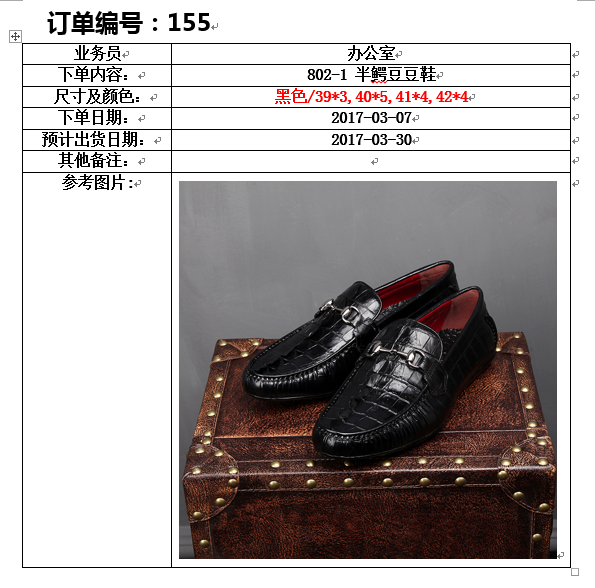 订单编号：155
业务员 办公室
下单内容： 802-1 半鳄豆豆鞋
尺寸及颜色： 黑色/39*3,40*5,41*4,42*4
下单日期： 2017-03-07
预计出货日期： 2017-03-30
其他备注：
参考图片: